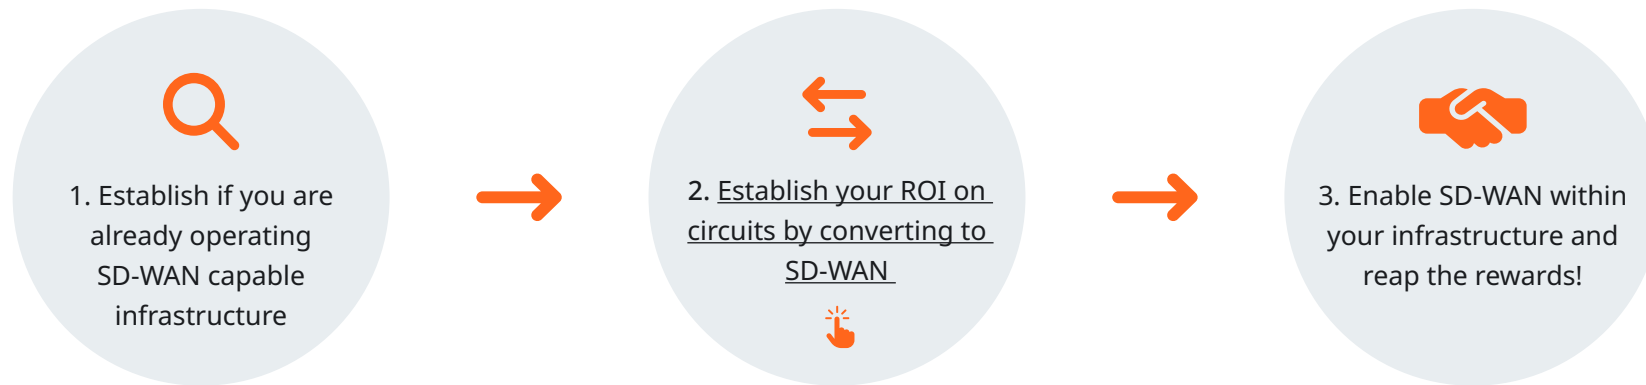 1. Establish if you are
already operating
SD-WAN capable
infrastructure
2. Establish your ROI on
circuits by converting to
SD-WAN
3. Enable SD-WAN within
your infrastructure and
reap the rewards!